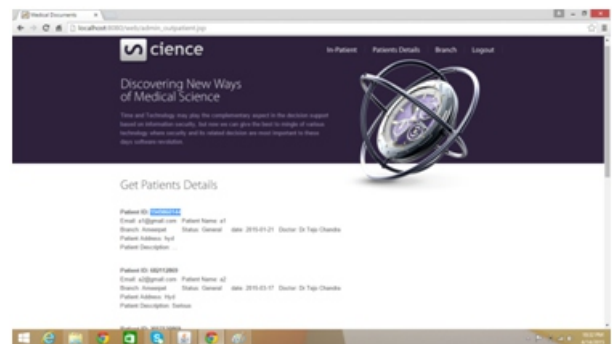 Medical Documents
localhost:8080/web/admin_outpatient.jsp
cience
In-Patient Patients Details Branch Logout
Discovering New Ways
of Medical Science
Time and Technology may play the complementary aspect in the decision support
based on information security, but now we can give the best to mingle of various
technology where security and its related decision are most important to these
days software revolution.
Get Patients Details
Patient ID:
Email: a1@gmail.com Patient Name: a1
Branch: Ameerpet Status: General date: 2015-01-21 Doctor: Dr.Teja Chandra
Patient Address: hyd
Patient Description: ...
Patient ID: 682112869
Email: a2@gmail.com Patient Name: a2
Branch: Ameerpet Status: General date: 2015-03-17 Doctor: Dr.Teja Chandra
Patient Address: Hyd
Patient Description: Serious